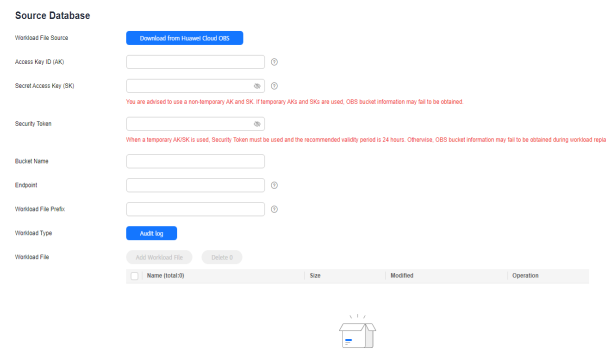 Source Database
Workload File Source
Download from Huawei Cloud OBS
Access Key ID (AK)
Secret Access Key (SK)
You are advised to use a non-temporary AK and SK. If temporary AKs and SKs are used, OBS bucket information may fail to be obtained.
Security Token
When a temporary AK/SK is used, Security Token must be used and the recommended validity period is 24 hours. Otherwise, OBS bucket information may fail to be obtained during workload repla
Bucket Name
Endpoint
Workload File Prefix
Workload Type
Audit log
Workload File
Add Workload File
Delete 0
Name (total:0)
Size
Modified
Operation